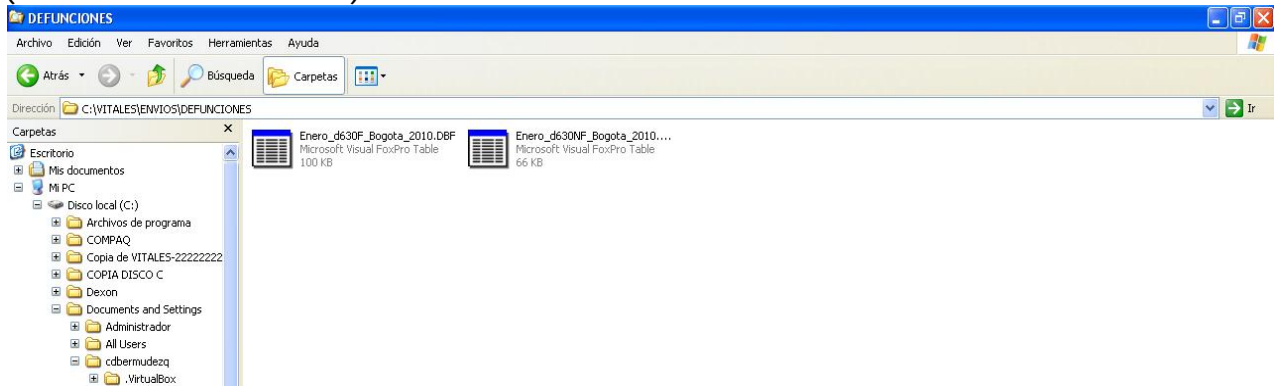 DEFUNCIONES
Archivo Edición Ver Favoritos Herramientas Ayuda
Atrás Búsqueda Carpetas
Dirección C:\VITALES\ENVIOS\DEFUNCIONES Ir
Carpetas X
Enero_d630F_Bogota_2010.DBF
Microsoft Visual FoxPro Table
100 KB
Enero_d630NF_Bogota_2010....
Microsoft Visual FoxPro Table
66 KB
Escritorio
Mis documentos
Mi PC
Disco local (C:)
Archivos de programa
COMPAQ
Copia de VITALES-22222222
COPIA DISCO C
Dexon
Documents and Settings
Administrador
All Users
cdbermudezq
.VirtualBox